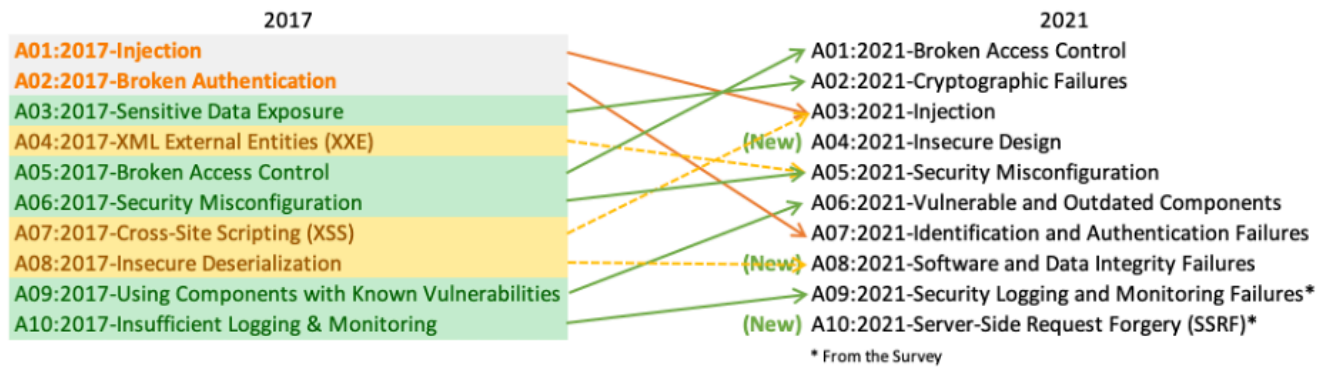 2017
A01:2017-Injection
A02:2017-Broken Authentication
A03:2017-Sensitive Data Exposure
A04:2017-XML External Entities (XXE)
A05:2017-Broken Access Control
A06:2017-Security Misconfiguration
A07:2017-Cross-Site Scripting (XSS)
A08:2017-Insecure Deserialization
A09:2017-Using Components with Known Vulnerabilities
A10:2017-Insufficient Logging & Monitoring
2021
A01:2021-Broken Access Control
A02:2021-Cryptographic Failures
A03:2021-Injection
(New) A04:2021-Insecure Design
A05:2021-Security Misconfiguration
A06:2021-Vulnerable and Outdated Components
A07:2021-Identification and Authentication Failures
(New) A08:2021-Software and Data Integrity Failures
A09:2021-Security Logging and Monitoring Failures*
(New) A10:2021-Server-Side Request Forgery (SSRF)*
* From the Survey